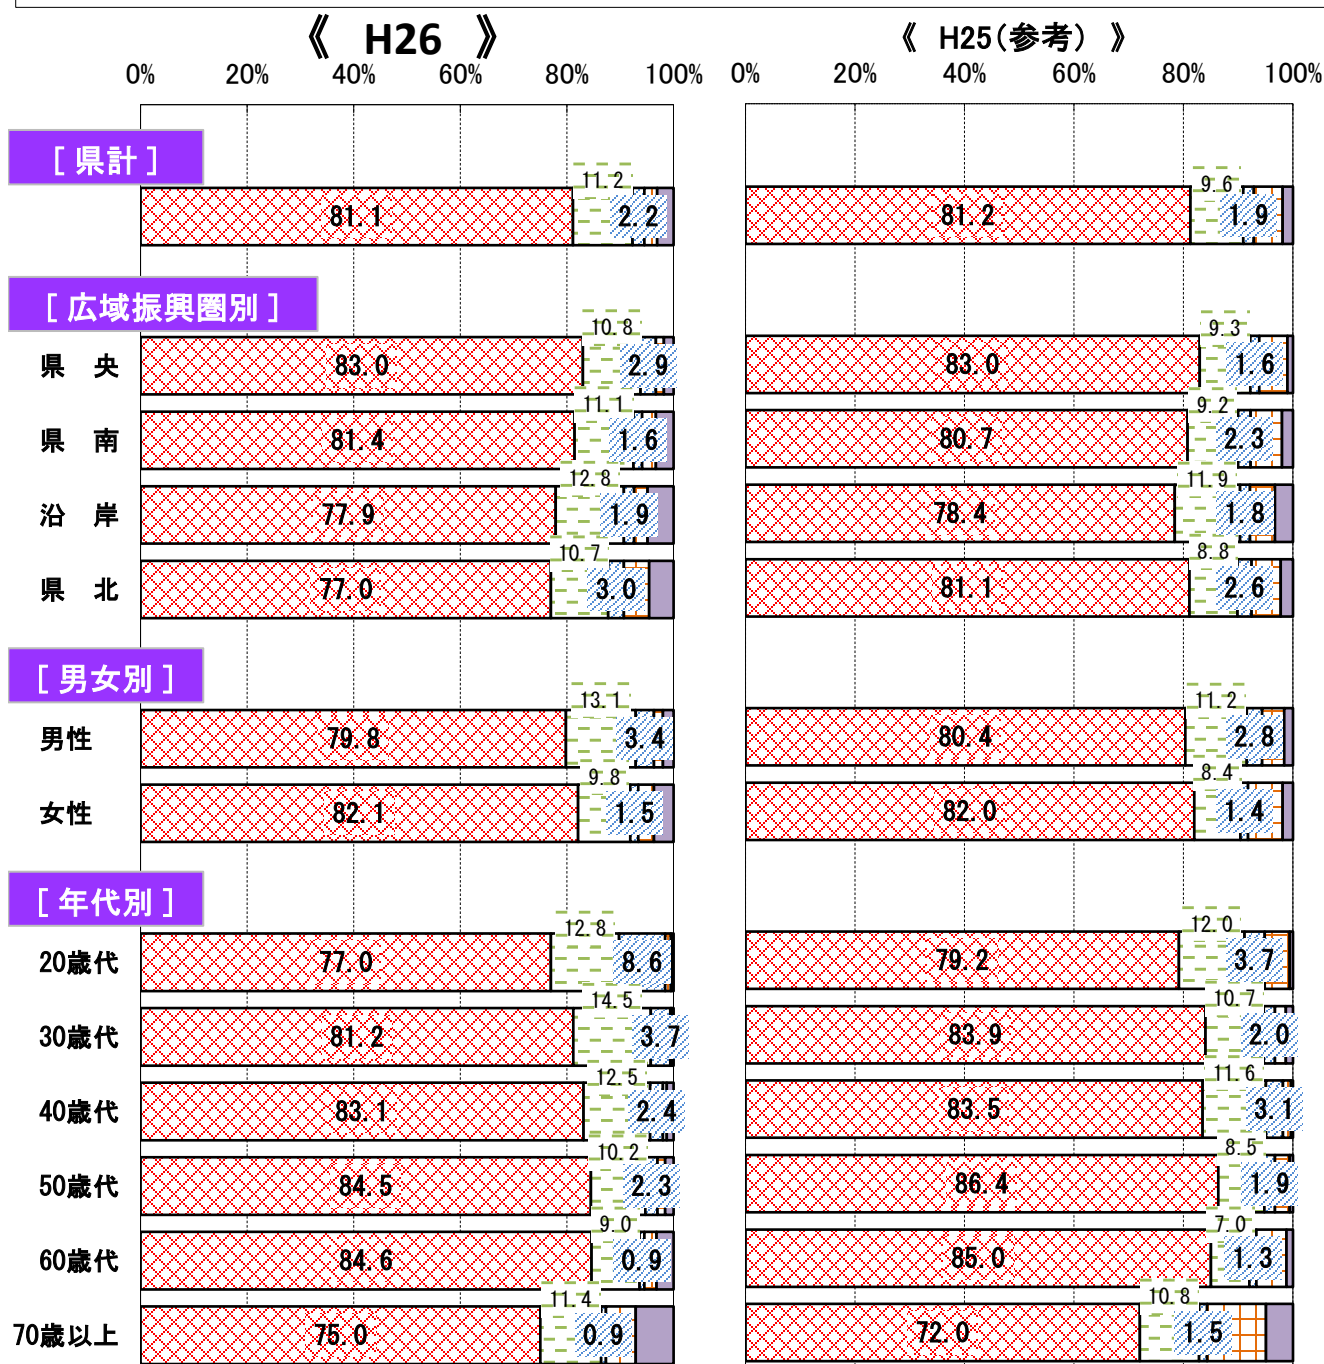 《 H26 》 《 H25(参考) 》
0% 20% 40% 60% 80% 100% 0% 20% 40% 60% 80% 100%
[ 県計 ]
81.1 11.2 2.2 81.2 9.6 1.9
[ 広域振興圏別 ]
県 央 83.0 10.8 2.9 83.0 9.3 1.6
県 南 81.4 11.1 1.6 80.7 9.2 2.3
沿 岸 77.9 12.8 1.9 78.4 11.9 1.8
県 北 77.0 10.7 3.0 81.1 8.8 2.6
[ 男女別 ]
男性 79.8 13.1 3.4 80.4 11.2 2.8
女性 82.1 9.8 1.5 82.0 8.4 1.4
[ 年代別 ]
20歳代 77.0 12.8 8.6 79.2 12.0 3.7
30歳代 81.2 14.5 3.7 83.9 10.7 2.0
40歳代 83.1 12.5 2.4 83.5 11.6 3.1
50歳代 84.5 10.2 2.3 86.4 8.5 1.9
60歳代 84.6 9.0 0.9 85.0 7.0 1.3
70歳以上 75.0 11.4 0.9 72.0 10.8 1.5